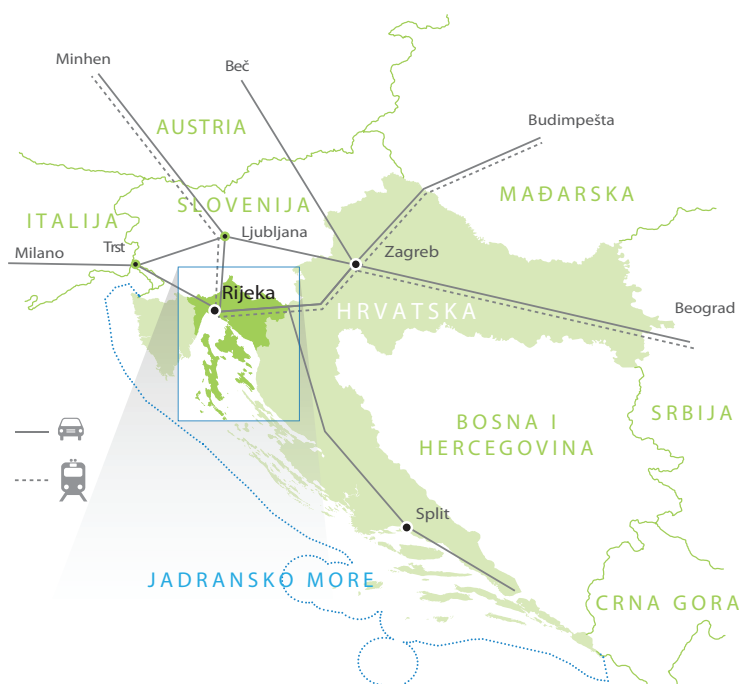 Minhen
Beč
Budimpešta
AUSTRIA
MAĐARSKA
SLOVENIJA
ITALIJA
Ljubljana
Trst
Milano
Zagreb
Rijeka
HRVATSKA
Beograd
BOSNA I
HERCEGOVINA
SRBIJA
Split
JADRANSKO MORE
CRNA GORA